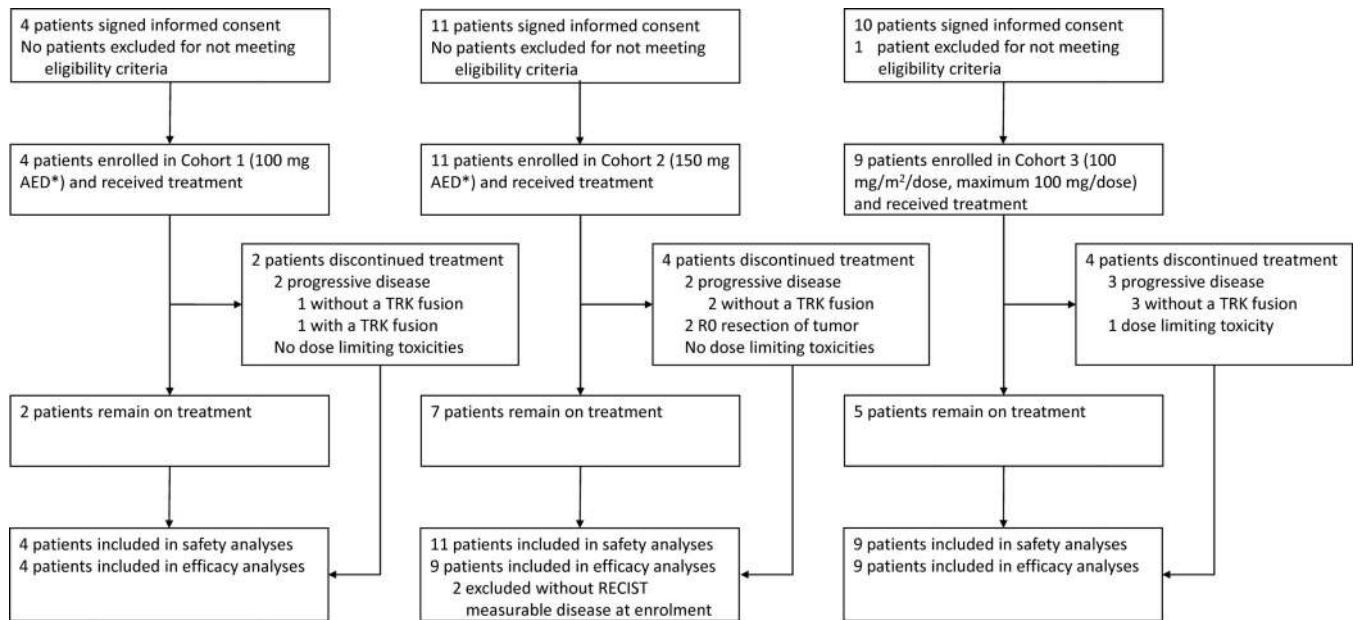 4 patients signed informed consent
No patients excluded for not meeting
eligibility criteria
11 patients signed informed consent
No patients excluded for not meeting
eligibility criteria
10 patients signed informed consent
1 patient excluded for not meeting
eligibility criteria
4 patients enrolled in Cohort 1 (100 mg
AED*) and received treatment
11 patients enrolled in Cohort 2 (150 mg
AED*) and received treatment
9 patients enrolled in Cohort 3 (100
mg/m²/dose, maximum 100 mg/dose)
and received treatment
2 patients discontinued treatment
2 progressive disease
1 without a TRK fusion
1 with a TRK fusion
No dose limiting toxicities
4 patients discontinued treatment
2 progressive disease
2 without a TRK fusion
2 R0 resection of tumor
No dose limiting toxicities
4 patients discontinued treatment
3 progressive disease
3 without a TRK fusion
1 dose limiting toxicity
2 patients remain on treatment
7 patients remain on treatment
5 patients remain on treatment
4 patients included in safety analyses
4 patients included in efficacy analyses
11 patients included in safety analyses
9 patients included in efficacy analyses
2 excluded without RECIST
measurable disease at enrolment
9 patients included in safety analyses
9 patients included in efficacy analyses